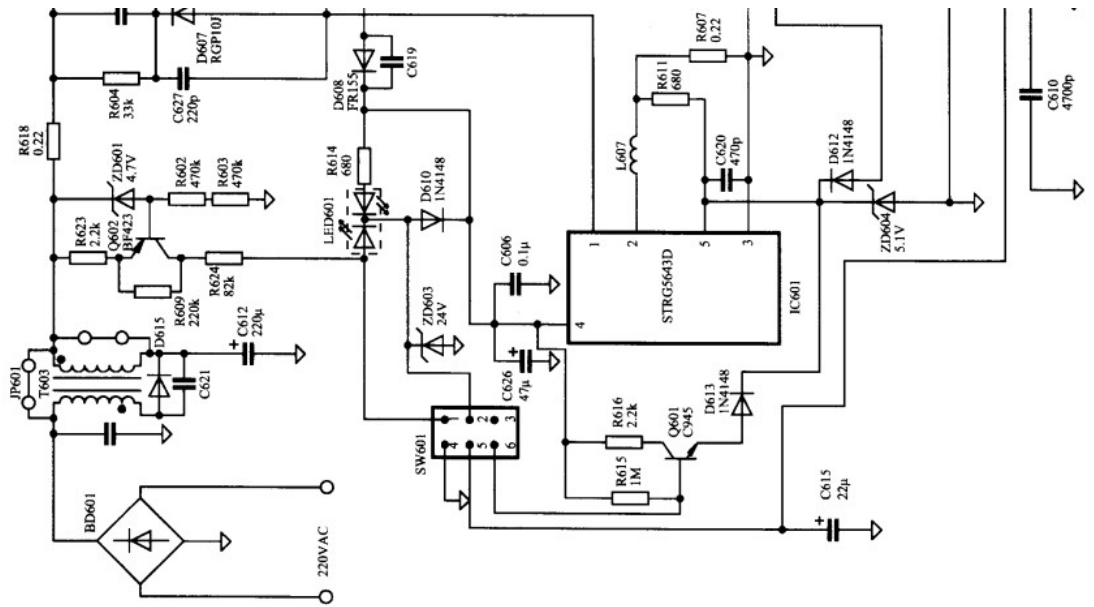 D607
RGP10J
R604
33k
C627
220p
R618
0.22
D608
FR155
C619
R607
0.22
R611
680
C610
4700p
ZD601
4.7V
R602
470k
R603
470k
R614
680
D610
1N4148
L607
C620
470p
D612
1N4148
R623
2.2k
Q602
BF423
LED601
ZD604
5.1V
R609
220k
R624
82k
C606
0.1µ
1
2
5
3
STRG5643D
4
IC601
JP601
T603
D615
C612
220µ
+
C621
ZD603
24V
C626
47µ
+
SW601
1
2
3
4
5
6
R616
2.2k
Q601
C945
D613
1N4148
R615
1M
C615
22µ
+
BD601
220VAC